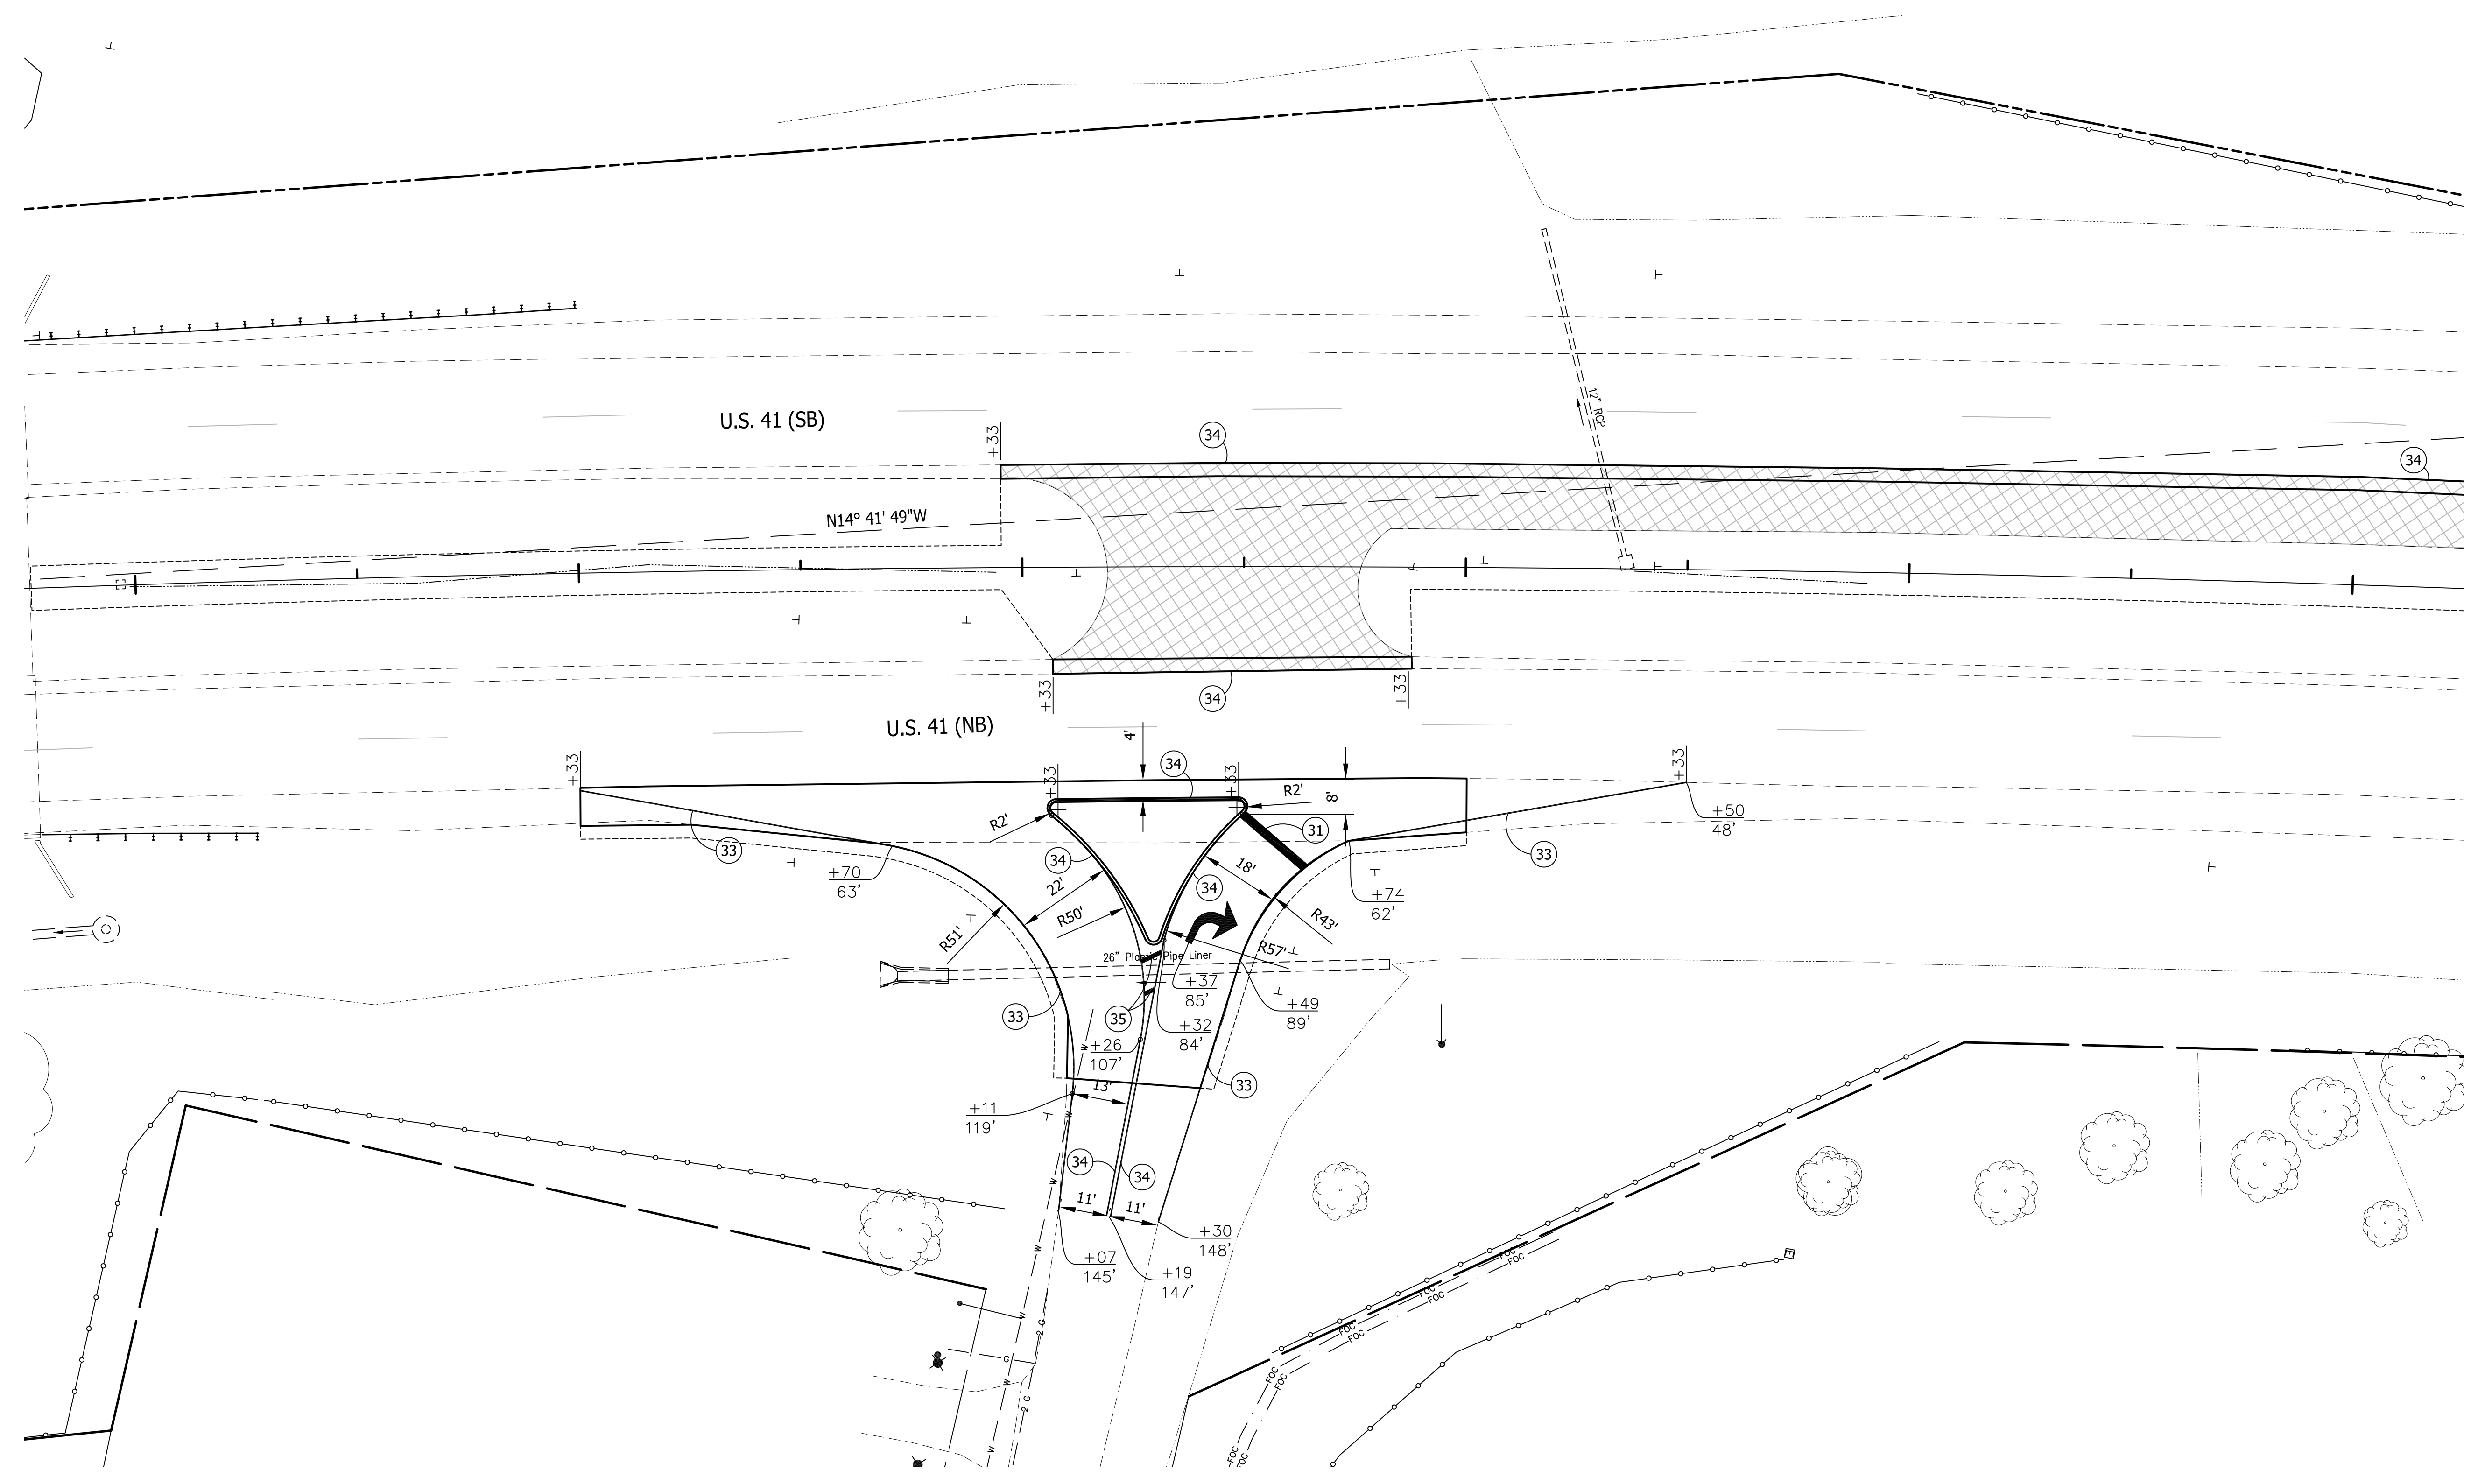 12" RCP
U.S. 41 (SB)
+33
34
34
N14° 41' 49"W
+33
34
+33
U.S. 41 (NB)
4'
+33
+33
34
+33
R2'
8'
+33
R2'
31
+50
48'
33
34
33
+70
63'
22'
18'
34
+74
62'
R50'
R43'
R51'
R57'
26" Plastic Pipe Liner
+37
85'
+49
89'
33
35
+32
84'
W
+26
107'
33
13'
+11
119'
W
34
34
W
11'
11'
+30
148'
W
+07
145'
+19
147'
FOC
FOC
E
FOC
FOC
W
2 G
FOC
FOC
G
W
2 G
FOC
FOC
W
FOC
FOC